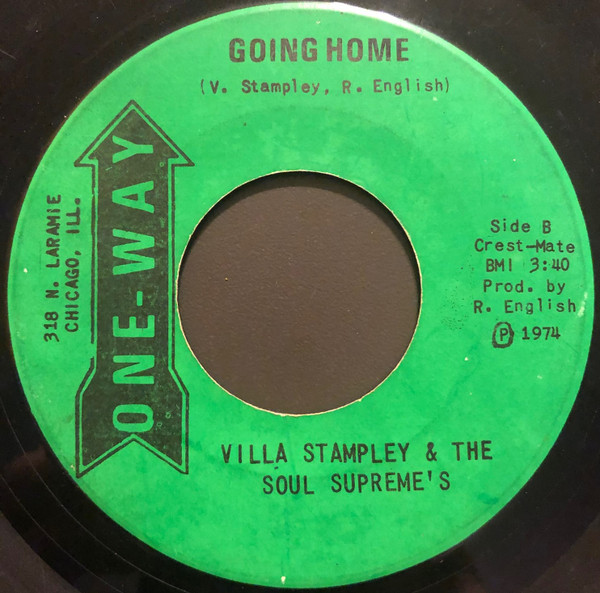 GOING HOME
(V. Stampley, R. English)
ONE-WAY
318 N. LARAMIE
CHICAGO, ILL.
Side B
Crest-Mate
BMI 3:40
Prod. by
R. English
Ⓟ 1974
VILLA STAMPLEY & THE
SOUL SUPREME'S